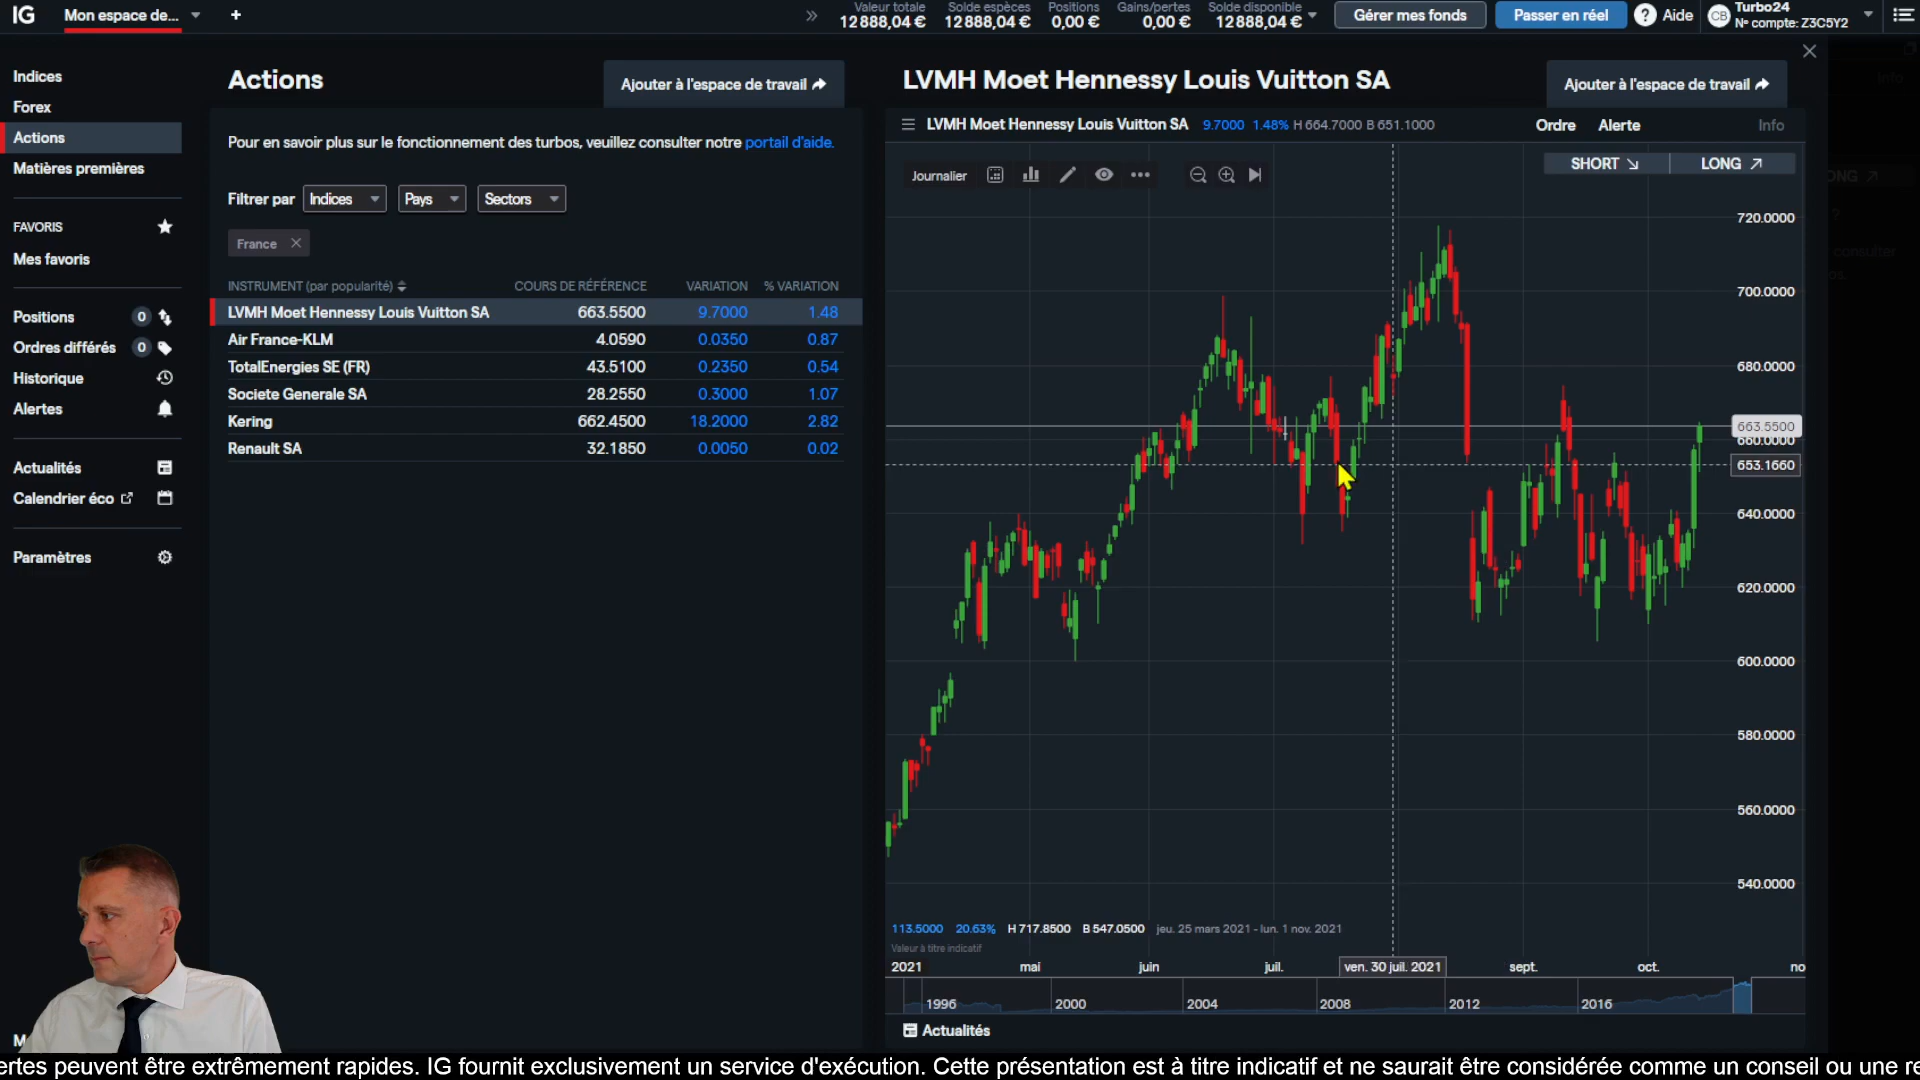 IG
Mon espace de...
+
Valeur totale
12 888,04 €
Solde espèces
12 888,04 €
Positions
0,00 €
Gains/pertes
0,00 €
Solde disponible
12 888,04 €
Gérer mes fonds
Passer en réel
? Aide
CB
Turbo24
Nº compte: Z3C5Y2
Indices
Forex
Actions
Matières premières
FAVORIS
Mes favoris
Positions 0
Ordres différés 0
Historique
Alertes
Actualités
Calendrier éco
Paramètres
Actions
Ajouter à l'espace de travail
Pour en savoir plus sur le fonctionnement des turbos, veuillez consulter notre portail d'aide.
Filtrer par Indices Pays Sectors
France
INSTRUMENT (par popularité) COURS DE RÉFÉRENCE VARIATION % VARIATION
LVMH Moet Hennessy Louis Vuitton SA 663.5500 9.7000 1.48
Air France-KLM 4.0590 0.0350 0.87
TotalEnergies SE (FR) 43.5100 0.2350 0.54
Societe Generale SA 28.2550 0.3000 1.07
Kering 662.4500 18.2000 2.82
Renault SA 32.1850 0.0050 0.02
LVMH Moet Hennessy Louis Vuitton SA
Ajouter à l'espace de travail
LVMH Moet Hennessy Louis Vuitton SA 9.7000 1.48% H 664.7000 B 651.1000
Ordre Alerte Info
Journalier
SHORT LONG
720.0000
700.0000
680.0000
663.5500
660.0000
653.1660
640.0000
620.0000
600.0000
580.0000
560.0000
540.0000
113.5000 20.63% H 717.8500 B 547.0500 jeu. 25 mars 2021 - lun. 1 nov. 2021
Valeur à titre indicatif
2021 mai juin juil. ven. 30 juil. 2021 sept. oct. no
1996 2000 2004 2008 2012 2016
Actualités
consulter
M
ertes peuvent être extrêmement rapides. IG fournit exclusivement un service d'exécution. Cette présentation est à titre indicatif et ne saurait être considérée comme un conseil ou une re